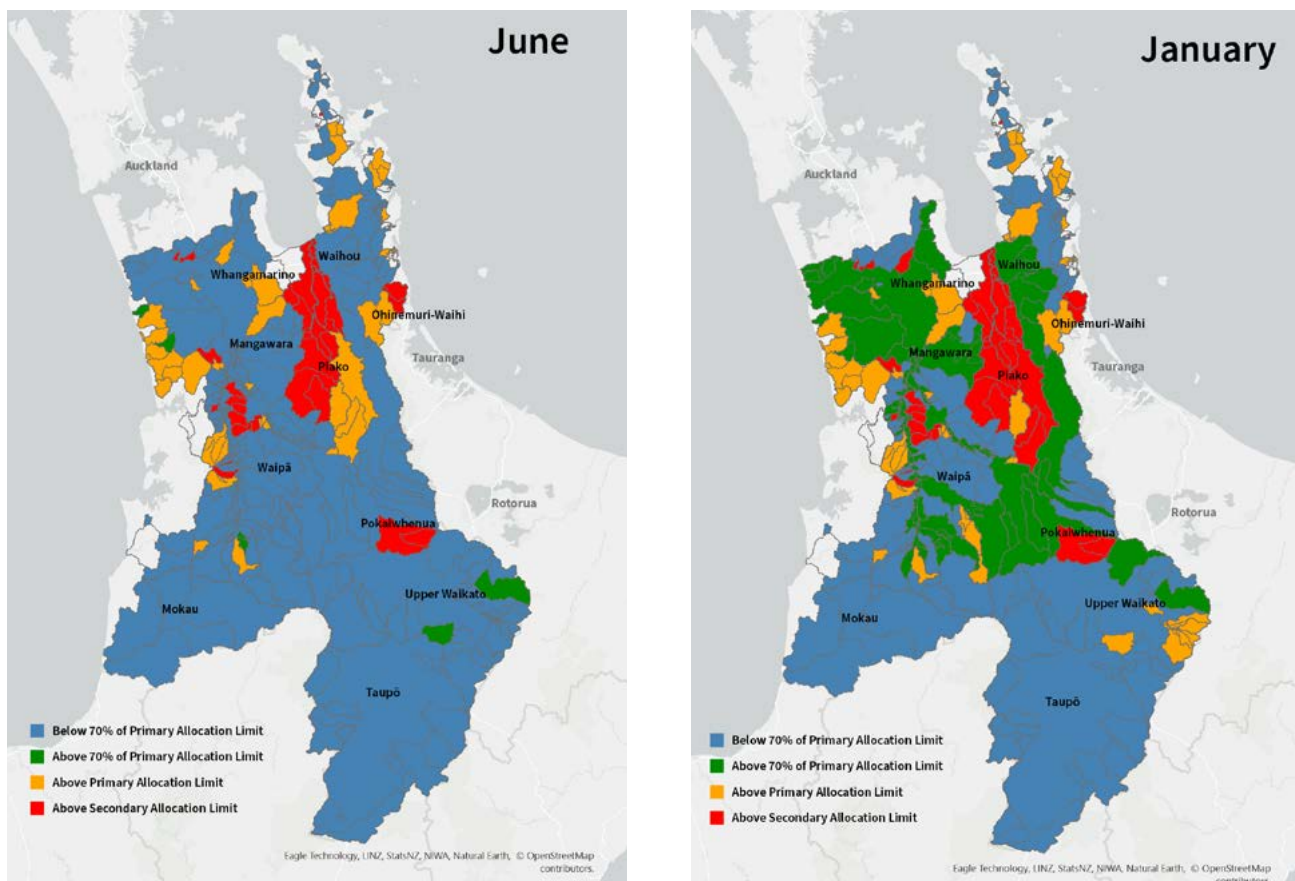 June
Auckland
Waihou
Whangamarino
Ohinemuri-Waihi
Mangawara
Tauranga
Piako
Waipā
Rotorua
Pokaiwhenua
Upper Waikato
Mokau
Taupō
Below 70% of Primary Allocation Limit
Above 70% of Primary Allocation Limit
Above Primary Allocation Limit
Above Secondary Allocation Limit
Eagle Technology, LINZ, StatsNZ, NIWA, Natural Earth, © OpenStreetMap
contributors.
January
Auckland
Waihou
Whangamarino
Ohinemuri-Waihi
Mangawara
Tauranga
Piako
Waipā
Rotorua
Pokaiwhenua
Upper Waikato
Mokau
Taupō
Below 70% of Primary Allocation Limit
Above 70% of Primary Allocation Limit
Above Primary Allocation Limit
Above Secondary Allocation Limit
Eagle Technology, LINZ, StatsNZ, NIWA, Natural Earth, © OpenStreetMap
contributors.